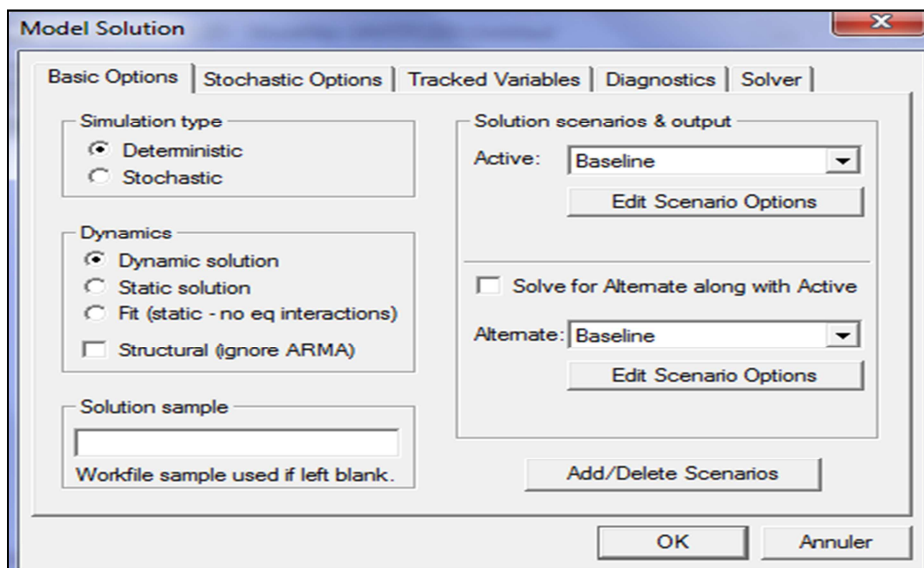 Model Solution
Basic Options
Stochastic Options
Tracked Variables
Diagnostics
Solver
Simulation type
Deterministic
Stochastic
Dynamics
Dynamic solution
Static solution
Fit (static - no eq interactions)
Structural (ignore ARMA)
Solution sample
Workfile sample used if left blank.
Solution scenarios & output
Active: Baseline
Edit Scenario Options
Solve for Alternate along with Active
Alternate: Baseline
Edit Scenario Options
Add/Delete Scenarios
OK
Annuler